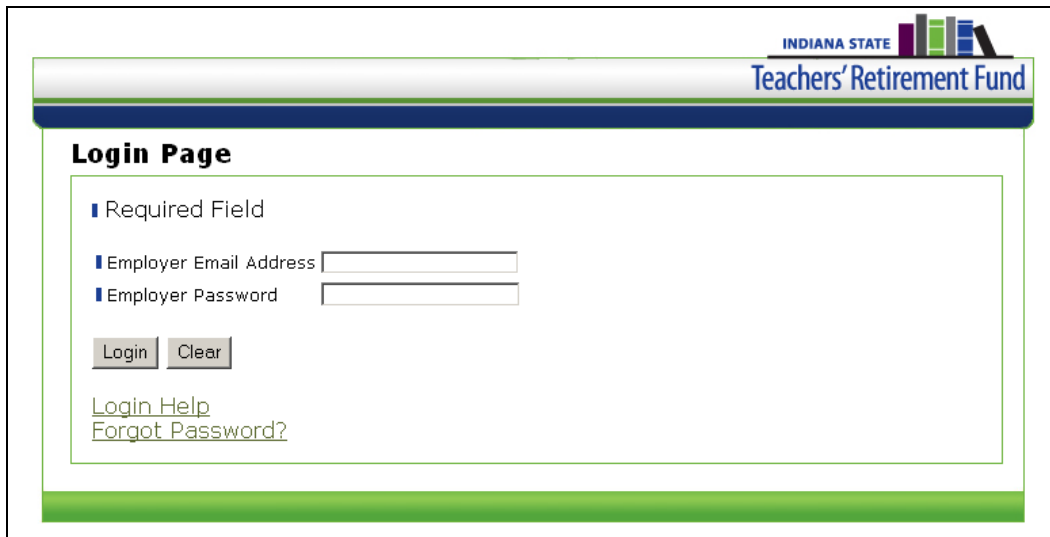 INDIANA STATE
Teachers' Retirement Fund
Login Page
Required Field
Employer Email Address
Employer Password
Login Clear
Login Help
Forgot Password?